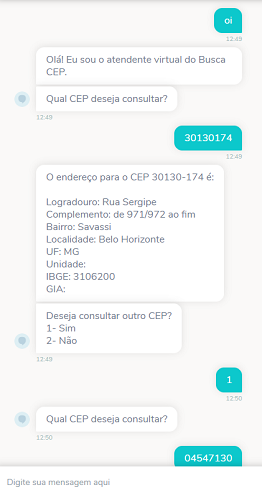 oi
12:49
Olá! Eu sou o atendente virtual do Busca
CEP.
Qual CEP deseja consultar?
12:49
30130174
12:49
O endereço para o CEP 30130-174 é:
Logradouro: Rua Sergipe
Complemento: de 971/972 ao fim
Bairro: Savassi
Localidade: Belo Horizonte
UF: MG
Unidade:
IBGE: 3106200
GIA:
Deseja consultar outro CEP?
1- Sim
2- Não
12:49
1
12:50
Qual CEP deseja consultar?
12:50
04547130
Digite sua mensagem aqui